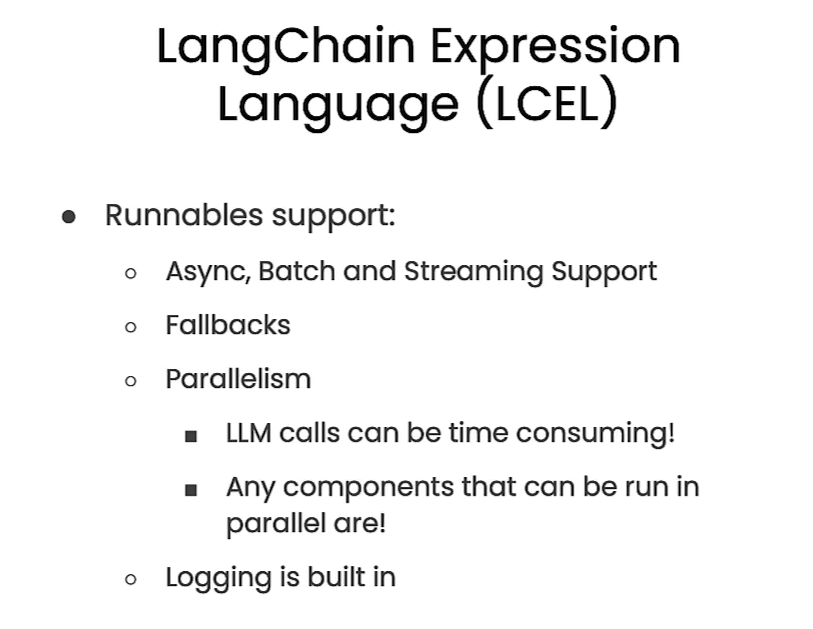 LangChain Expression
Language (LCEL)
● Runnables support:
○ Async, Batch and Streaming Support
○ Fallbacks
○ Parallelism
■ LLM calls can be time consuming!
■ Any components that can be run in
parallel are!
○ Logging is built in